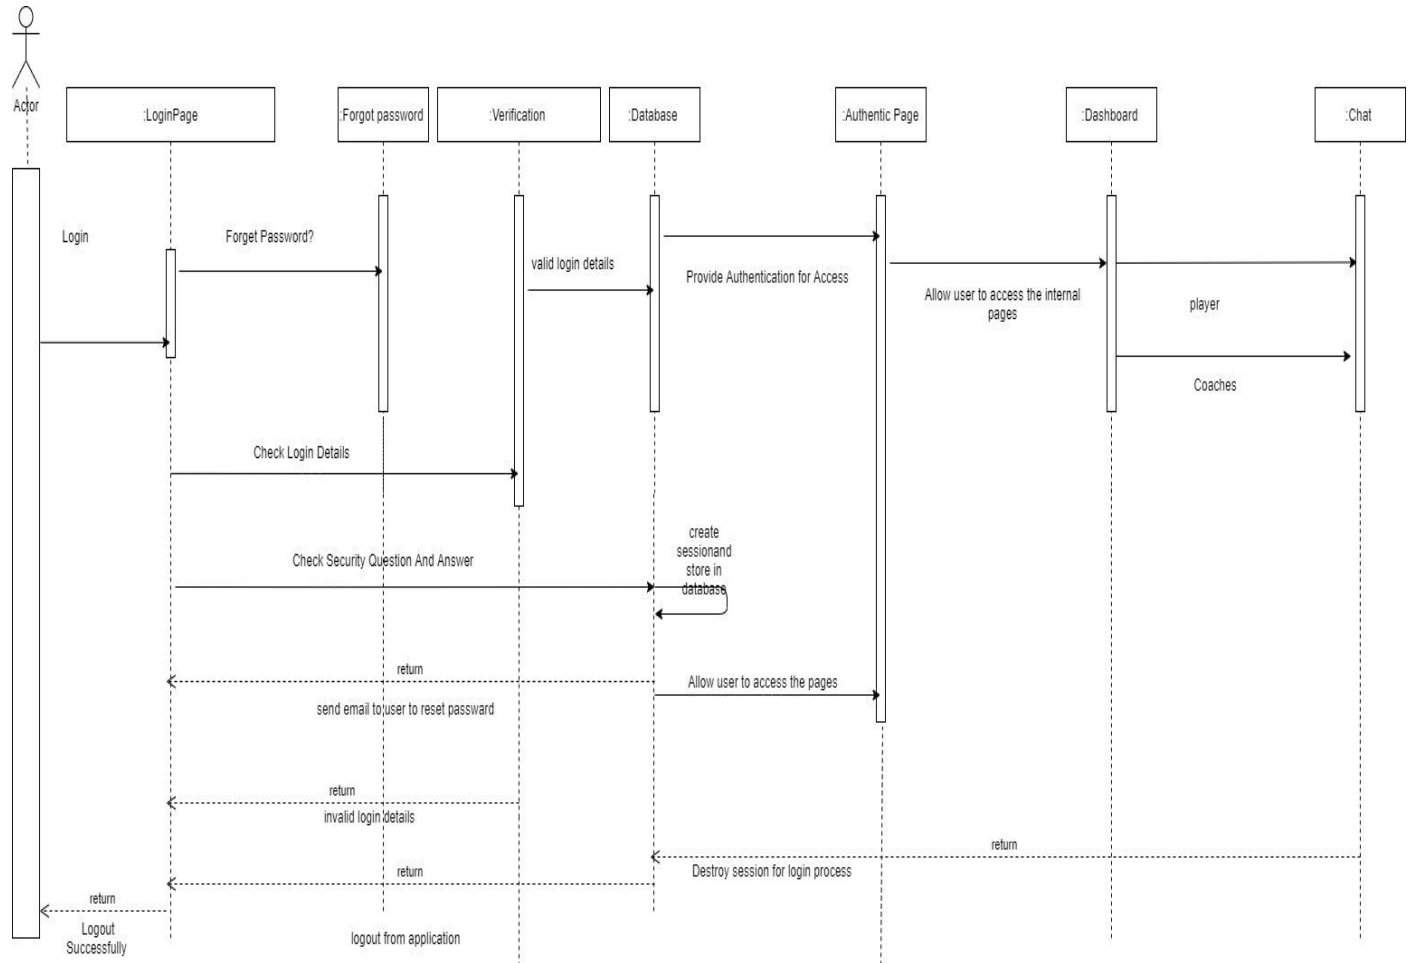 Actor
:LoginPage
:Forgot password
:Verification
:Database
:Authentic Page
:Dashboard
:Chat
Login
Forget Password?
valid login details
Provide Authentication for Access
Allow user to access the internal
pages
player
Coaches
Check Login Details
create
sessionand
store in
database
Check Security Question And Answer
return
Allow user to access the pages
send email to user to reset passward
return
invalid login details
return
Destroy session for login process
return
return
Logout
Successfully
logout from application